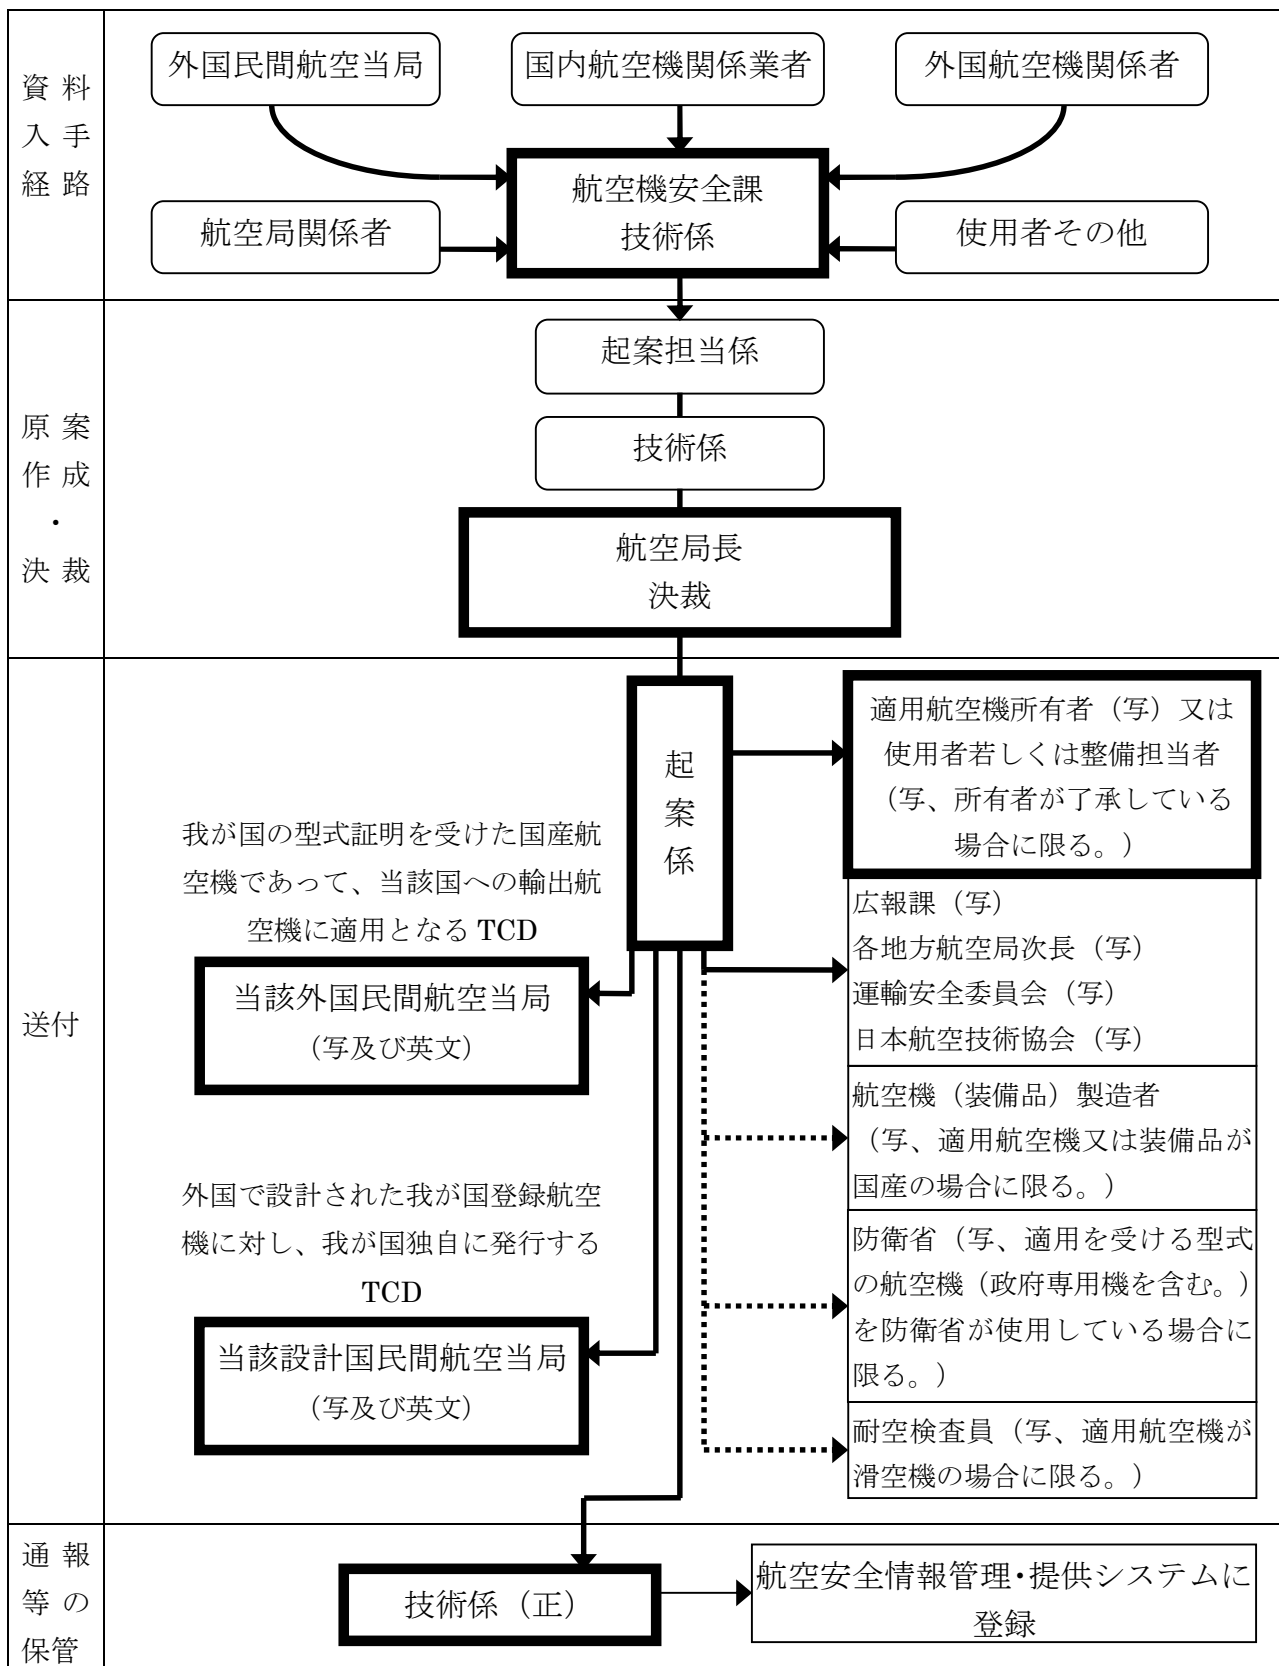 資料
入手
経路
外国民間航空当局
国内航空機関係業者
外国航空機関係者
航空機安全課
技術係
航空局関係者
使用者その他
原案
作成
・
決裁
起案担当係
技術係
航空局長
決裁
送付
起
案
係
適用航空機所有者（写）又は
使用者若しくは整備担当者
（写、所有者が了承している
場合に限る。）
我が国の型式証明を受けた国産航
空機であって、当該国への輸出航
空機に適用となる TCD
当該外国民間航空当局
（写及び英文）
広報課（写）
各地方航空局次長（写）
運輸安全委員会（写）
日本航空技術協会（写）
航空機（装備品）製造者
（写、適用航空機又は装備品が
国産の場合に限る。）
外国で設計された我が国登録航空
機に対し、我が国独自に発行する
TCD
当該設計国民間航空当局
（写及び英文）
防衛省（写、適用を受ける型式
の航空機（政府専用機を含む。）
を防衛省が使用している場合に
限る。）
耐空検査員（写、適用航空機が
滑空機の場合に限る。）
通報
等の
保管
技術係（正）
航空安全情報管理・提供システムに
登録